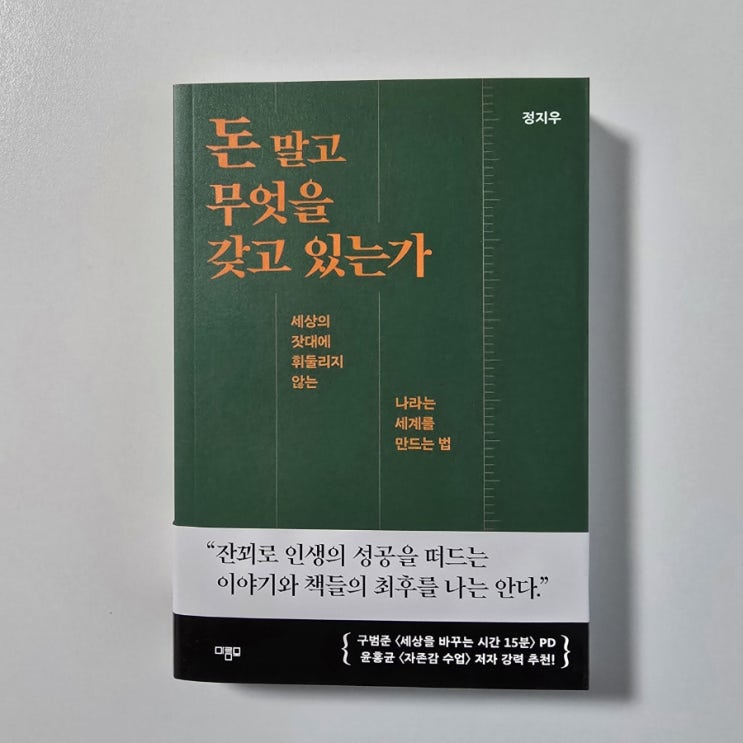 정지우
돈 말고
무엇을
갖고 있는가
세상의
잣대에
휘둘리지
않는
나라는
세계를
만드는 법
“잔꾀로 인생의 성공을 떠드는
이야기와 책들의 최후를 나는 안다.”
마름모
구범준 〈세상을 바꾸는 시간 15분〉 PD
윤홍균 〈자존감 수업〉 저자 강력 추천!